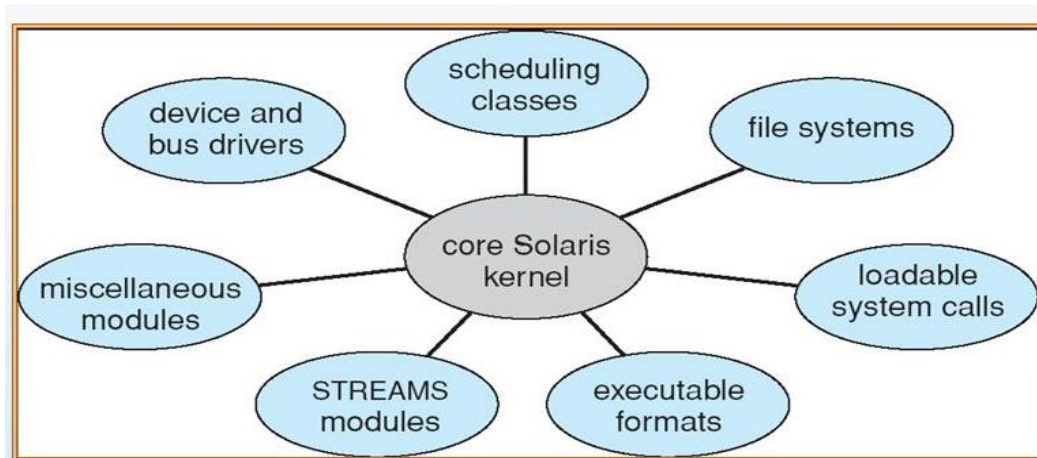 scheduling
classes
device and
bus drivers
file systems
core Solaris
kernel
miscellaneous
modules
loadable
system calls
STREAMS
modules
executable
formats